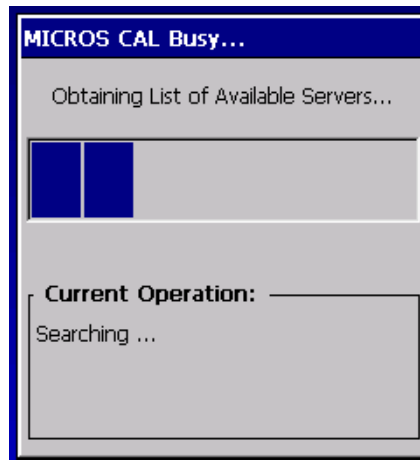 MICROS CAL Busy...
Obtaining List of Available Servers...
Current Operation:
Searching ...